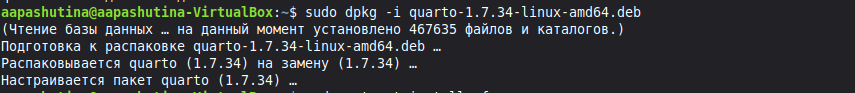 aapashutina@aapashutina-VirtualBox:~$ sudo dpkg -i quarto-1.7.34-linux-amd64.deb
(Чтение базы данных … на данный момент установлено 467635 файлов и каталогов.)
Подготовка к распаковке quarto-1.7.34-linux-amd64.deb …
Распаковывается quarto (1.7.34) на замену (1.7.34) …
Настраивается пакет quarto (1.7.34) …